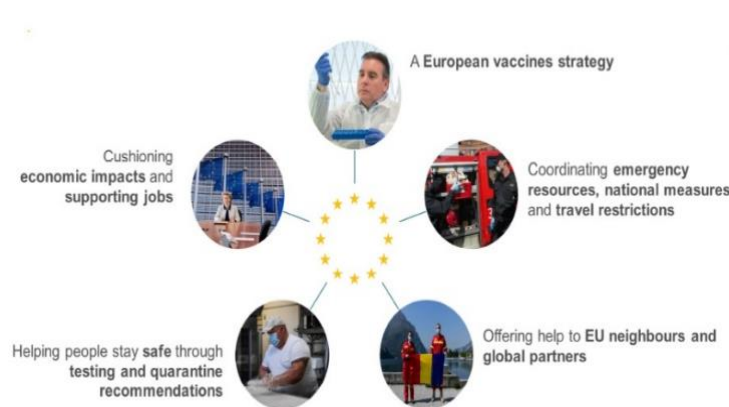 A European vaccines strategy
Cushioning
economic impacts and
supporting jobs
Coordinating emergency
resources, national measures
and travel restrictions
Helping people stay safe through
testing and quarantine
recommendations
Offering help to EU neighbours and
global partners